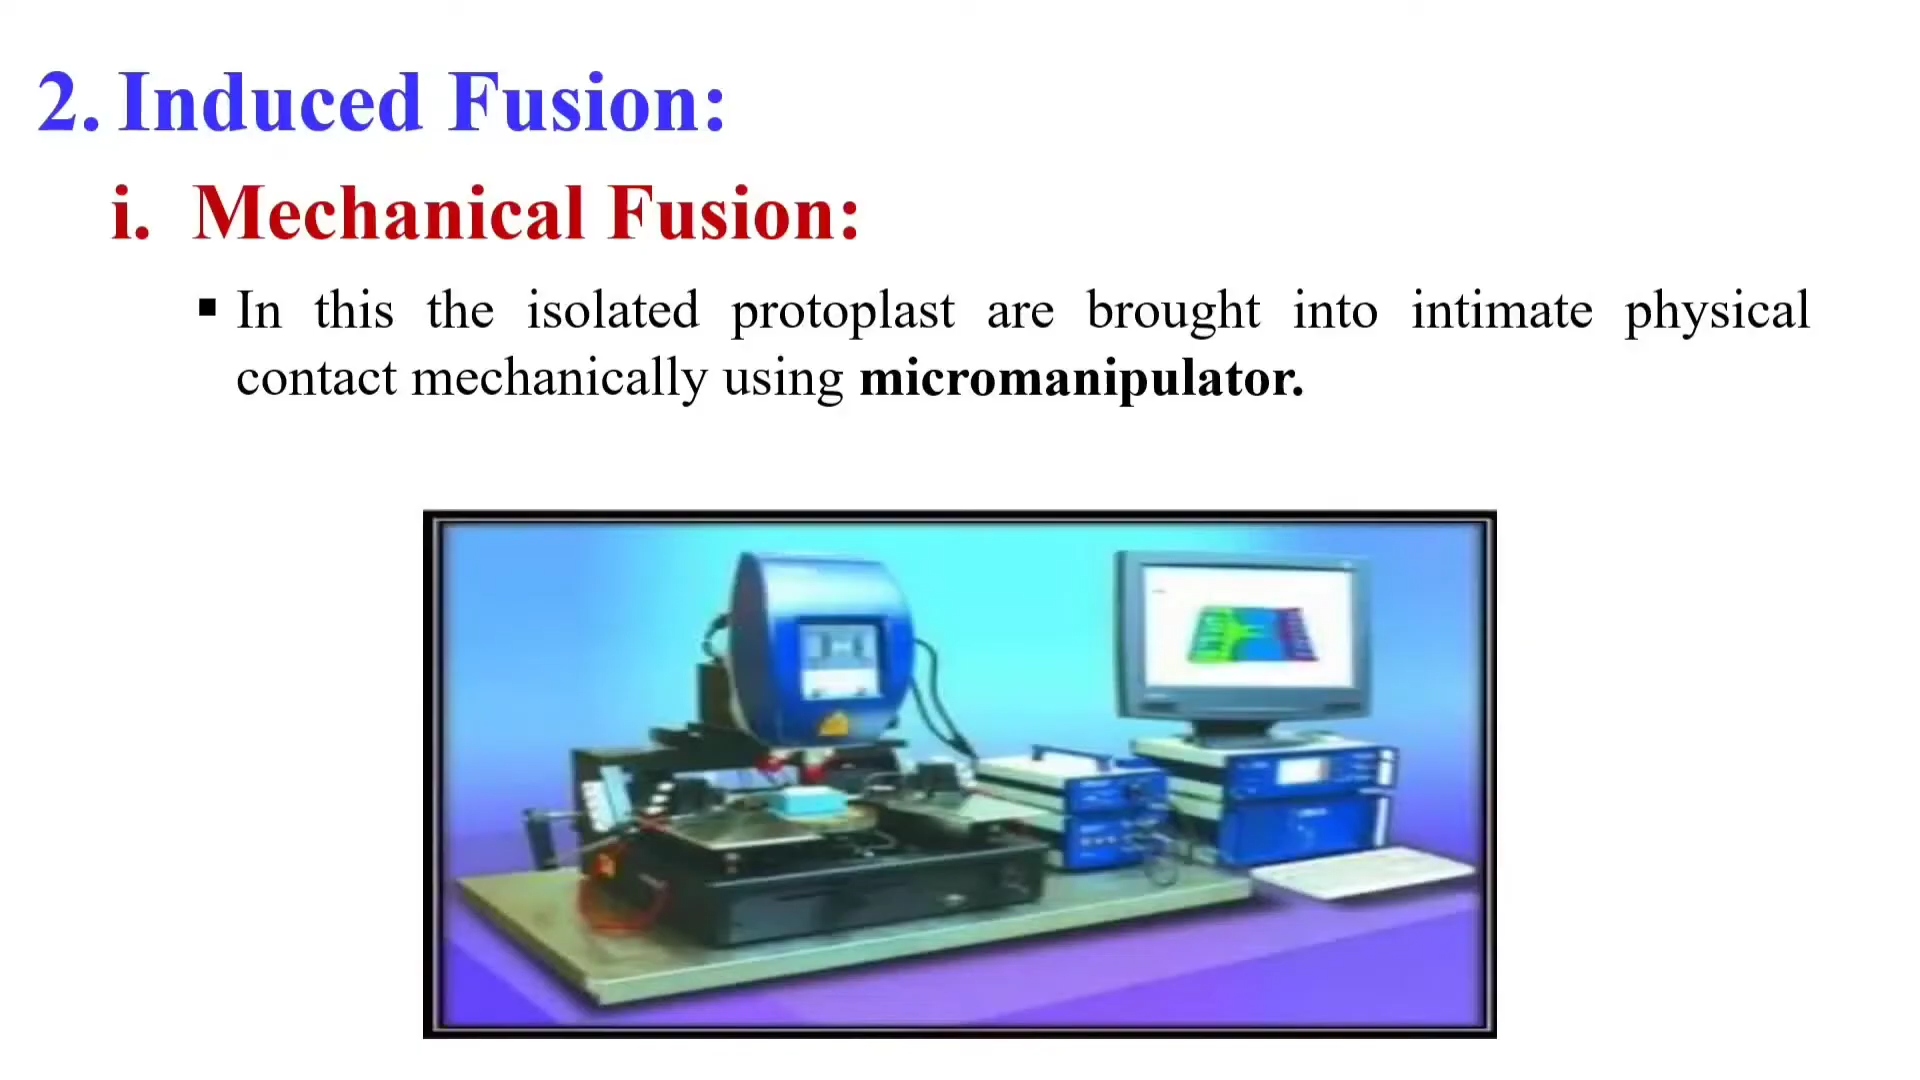 2. Induced Fusion:
i. Mechanical Fusion:
▪ In this the isolated protoplast are brought into intimate physical
contact mechanically using micromanipulator.